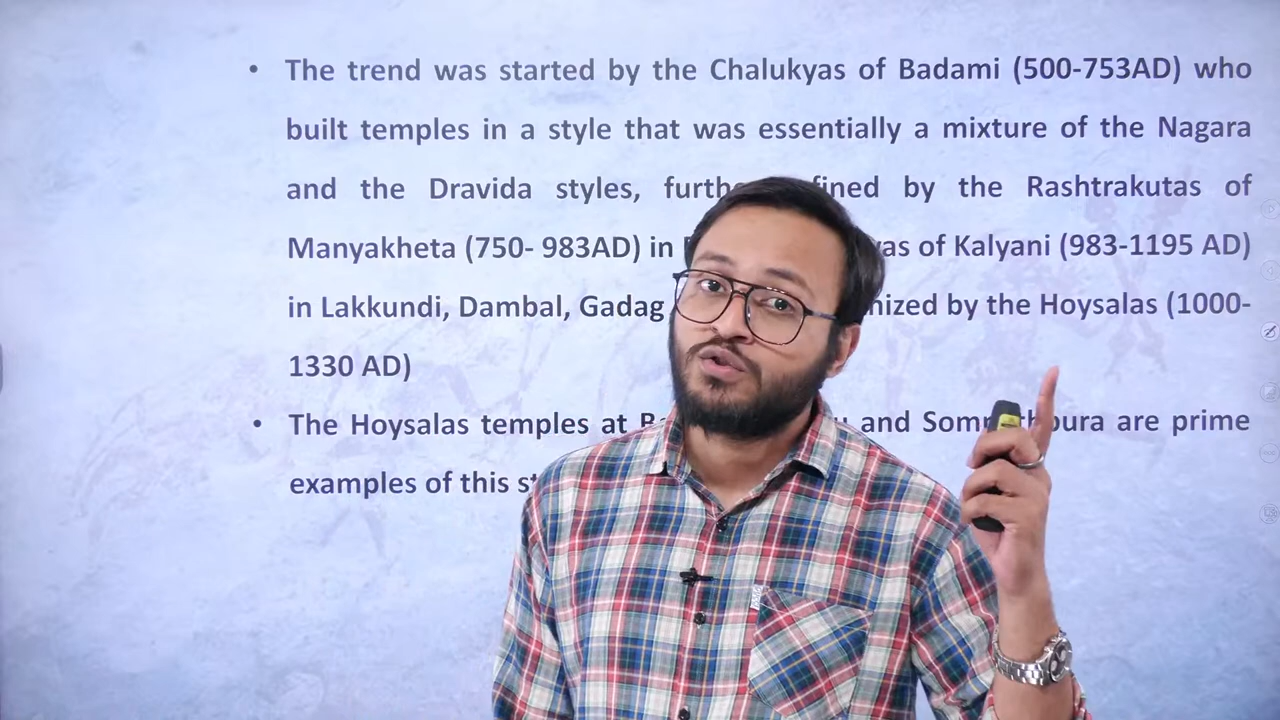 • The trend was started by the Chalukyas of Badami (500-753AD) who
built temples in a style that was essentially a mixture of the Nagara
and the Dravida styles, by the Rashtrakutas of
Manyakheta (750- 983AD) in of Kalyani (983-1195 AD)
in Lakkundi, Dambal, Gadag by the Hoysalas (1000-
1330 AD)
• The Hoysalas temples at and are prime
examples of this